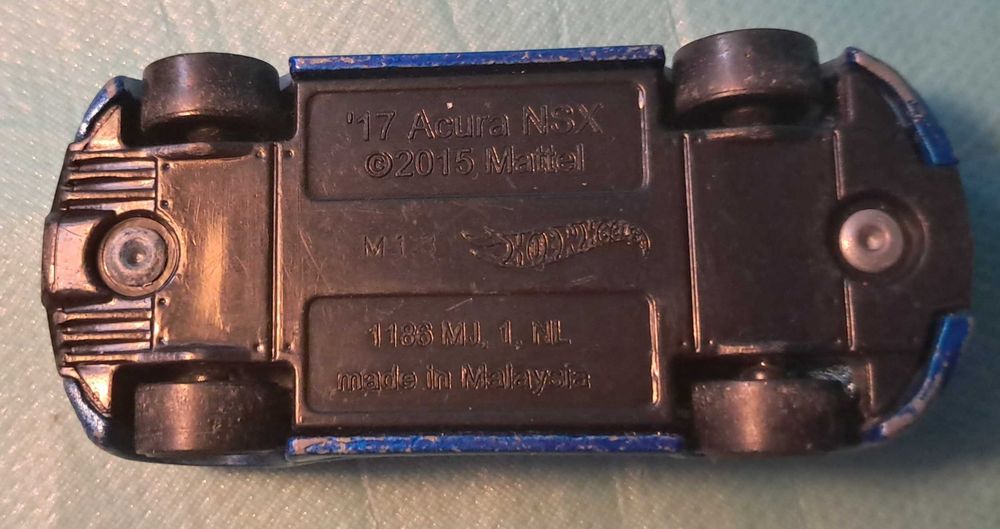 '17 Acura NSX
©2015 Mattel
Hot Wheels
1186 MJ, 1, NL
made in Malaysia